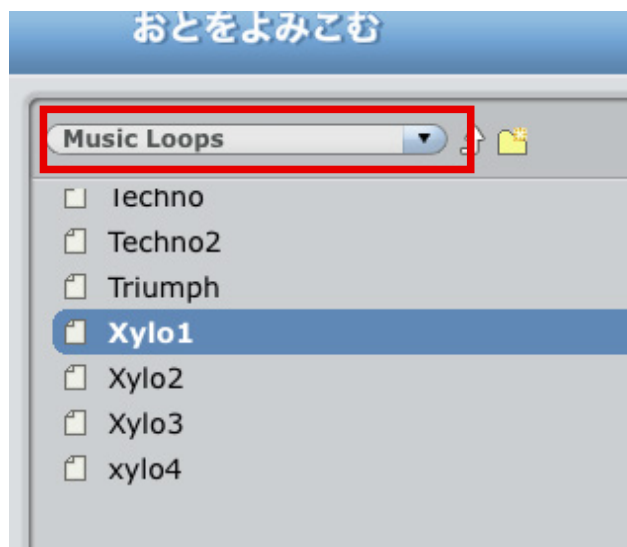 おとをよみこむ
Music Loops
Techno
Techno2
Triumph
Xylo1
Xylo2
Xylo3
xylo4